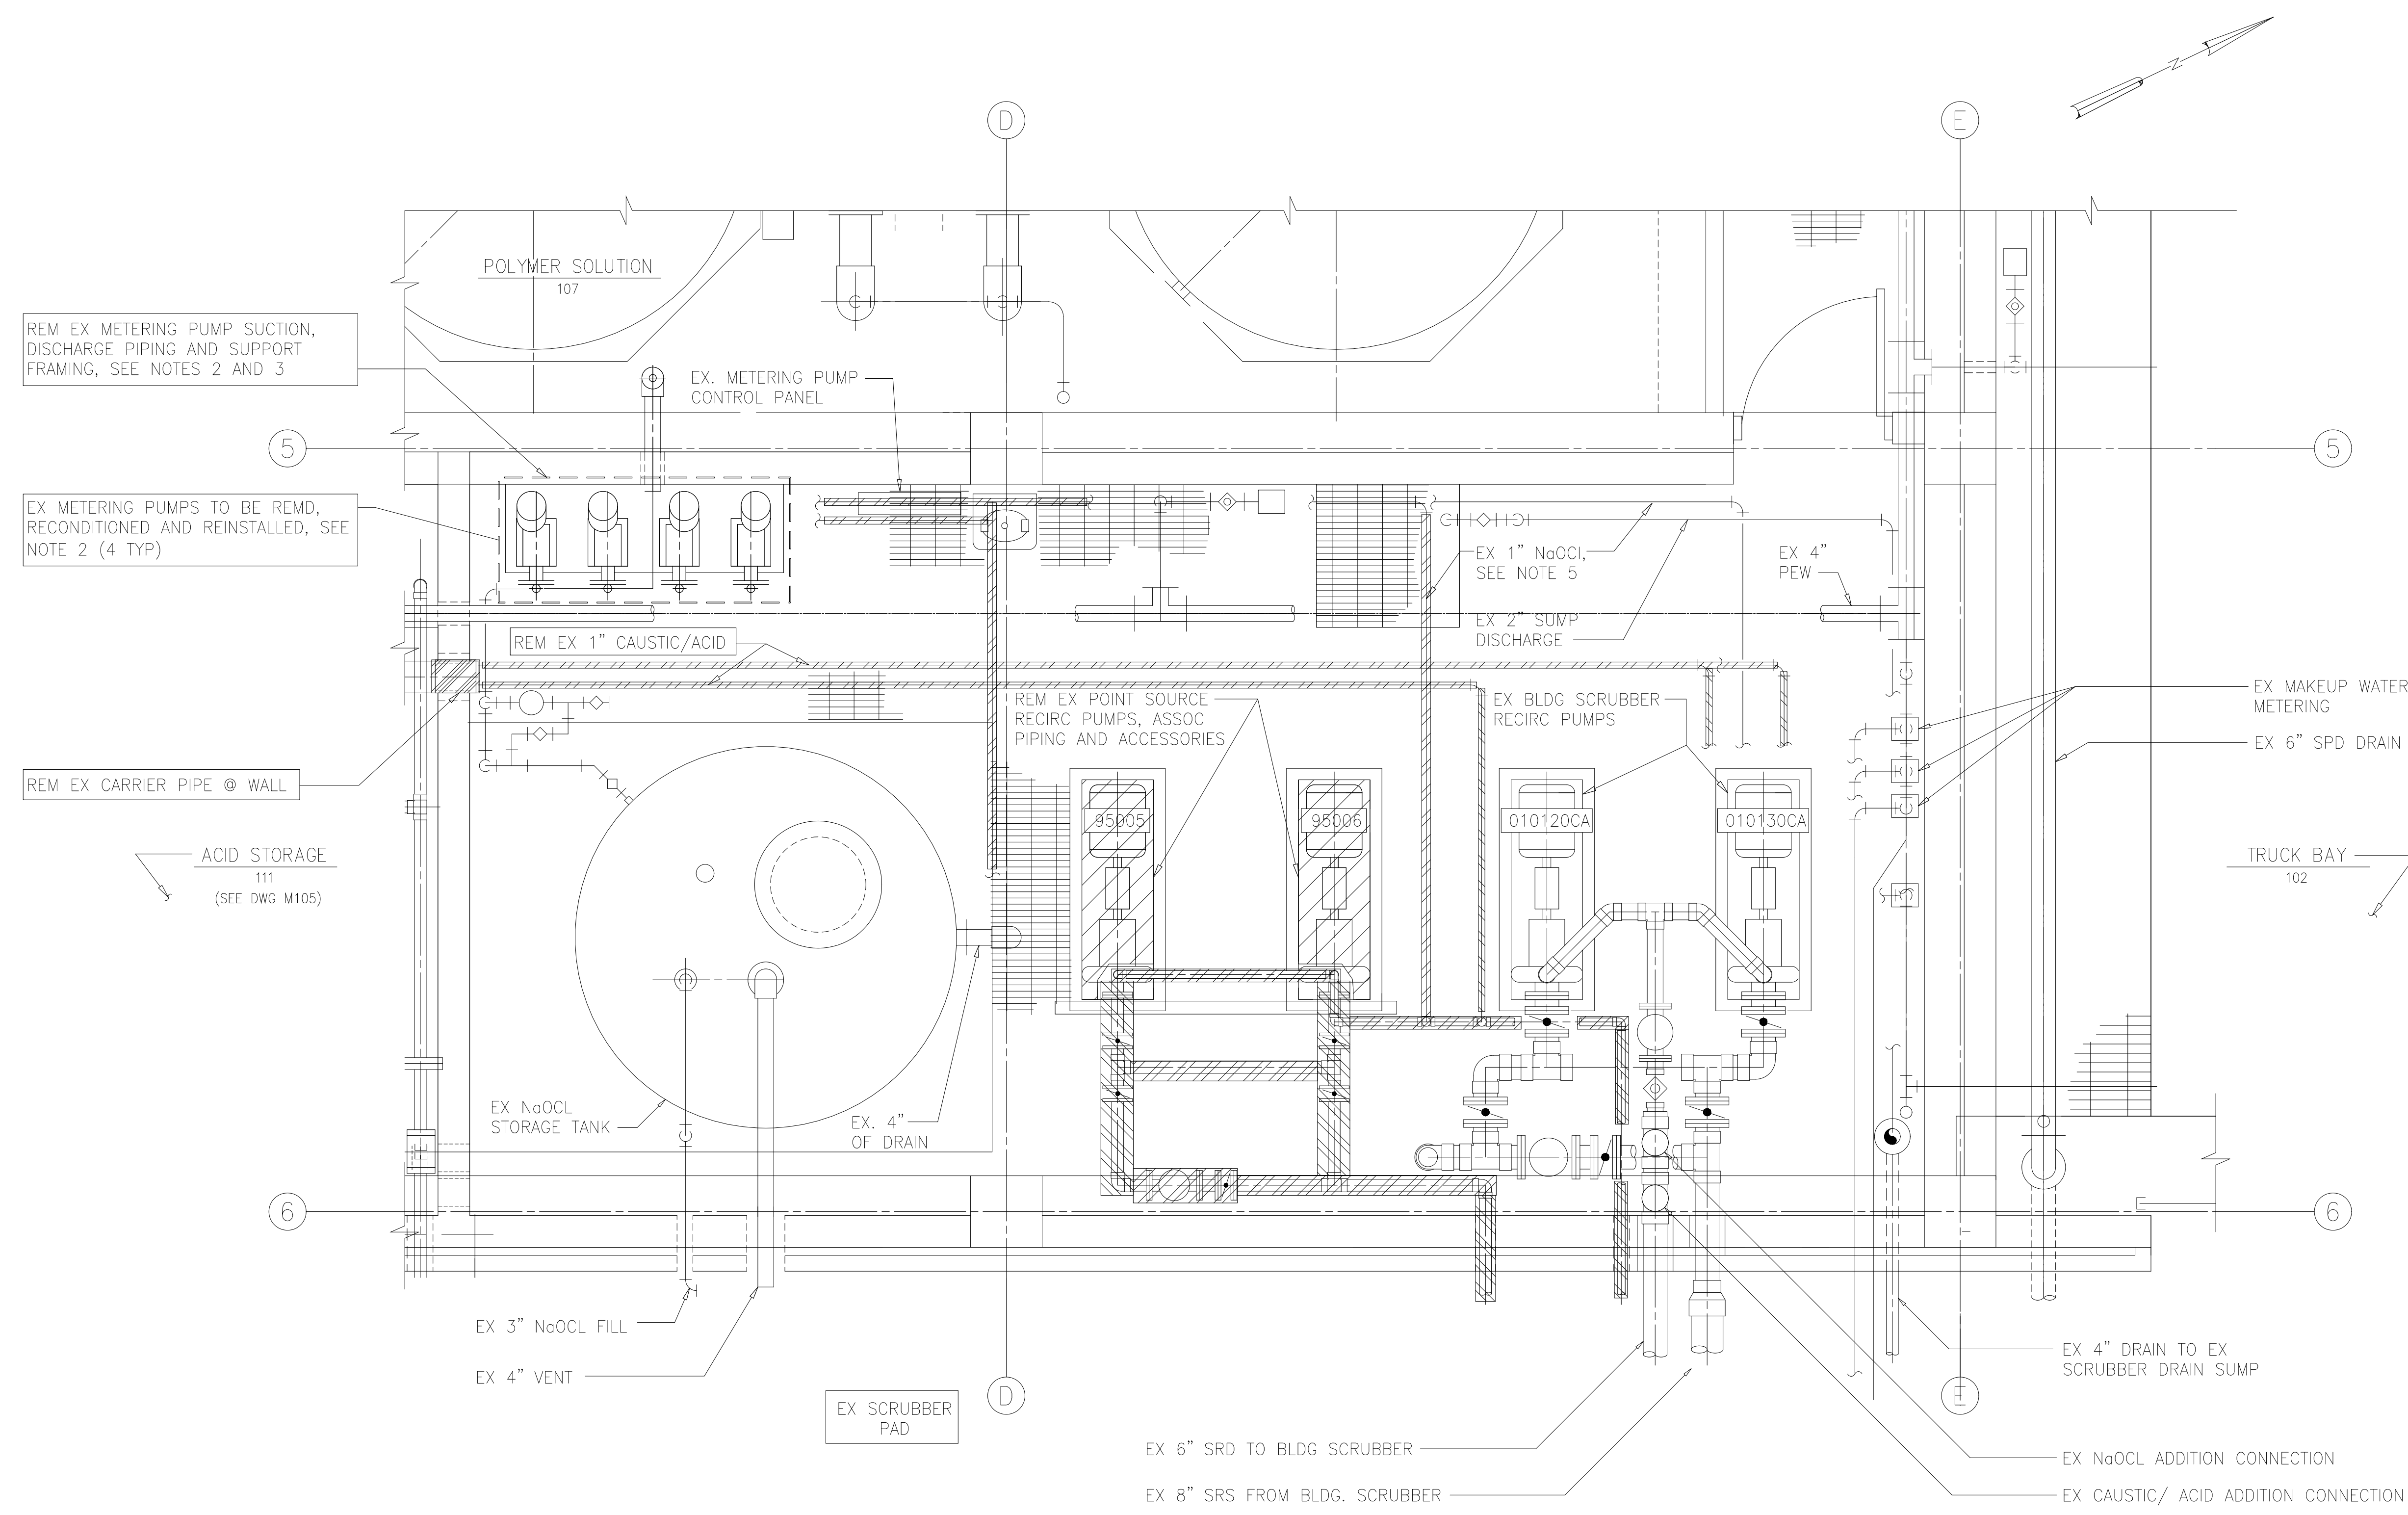 N
D
E
POLYMER SOLUTION
107
REM EX METERING PUMP SUCTION,
DISCHARGE PIPING AND SUPPORT
FRAMING, SEE NOTES 2 AND 3
EX. METERING PUMP
CONTROL PANEL
5
5
EX METERING PUMPS TO BE REMD,
RECONDITIONED AND REINSTALLED, SEE
NOTE 2 (4 TYP)
EX 1" NaOCl,
SEE NOTE 5
EX 4"
PEW
EX 2" SUMP
DISCHARGE
REM EX 1" CAUSTIC/ACID
REM EX POINT SOURCE
RECIRC PUMPS, ASSOC
PIPING AND ACCESSORIES
EX BLDG SCRUBBER
RECIRC PUMPS
EX MAKEUP WATER
METERING
EX 6" SPD DRAIN
REM EX CARRIER PIPE @ WALL
95005
95006
010120CA
010130CA
ACID STORAGE
111
(SEE DWG M105)
TRUCK BAY
102
EX NaOCL
STORAGE TANK
EX. 4"
OF DRAIN
6
6
EX 3" NaOCL FILL
EX 4" VENT
EX 4" DRAIN TO EX
SCRUBBER DRAIN SUMP
EX SCRUBBER
PAD
D
E
EX 6" SRD TO BLDG SCRUBBER
EX NaOCL ADDITION CONNECTION
EX 8" SRS FROM BLDG. SCRUBBER
EX CAUSTIC/ ACID ADDITION CONNECTION